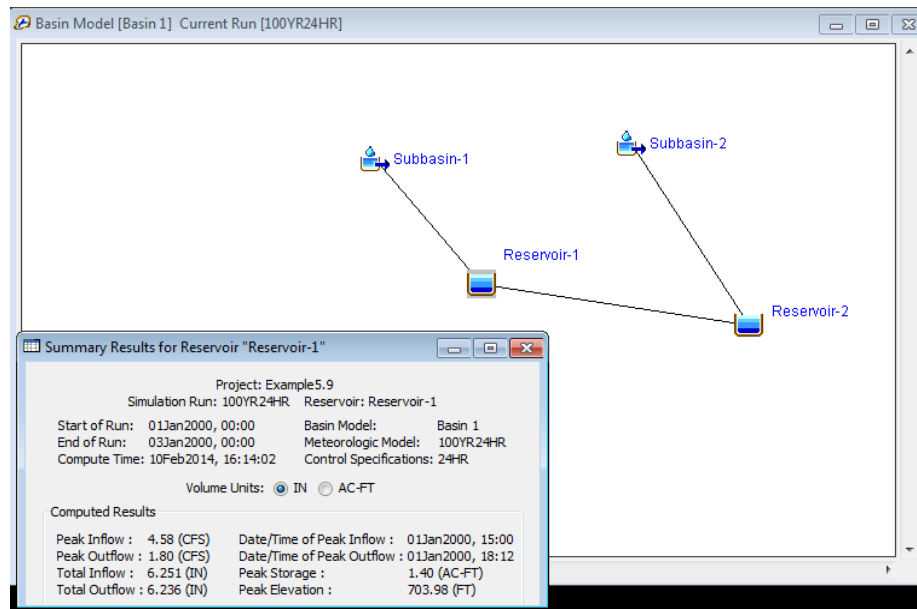 Basin Model [Basin 1] Current Run [100YR24HR]
Subbasin-1
Subbasin-2
Reservoir-1
Reservoir-2
Summary Results for Reservoir "Reservoir-1"
Project: Example5.9
Simulation Run: 100YR24HR Reservoir: Reservoir-1
Start of Run: 01Jan2000, 00:00 Basin Model: Basin 1
End of Run: 03Jan2000, 00:00 Meteorologic Model: 100YR24HR
Compute Time: 10Feb2014, 16:14:02 Control Specifications: 24HR
Volume Units: IN AC-FT
Computed Results
Peak Inflow : 4.58 (CFS) Date/Time of Peak Inflow : 01Jan2000, 15:00
Peak Outflow : 1.80 (CFS) Date/Time of Peak Outflow : 01Jan2000, 18:12
Total Inflow : 6.251 (IN) Peak Storage : 1.40 (AC-FT)
Total Outflow : 6.236 (IN) Peak Elevation : 703.98 (FT)